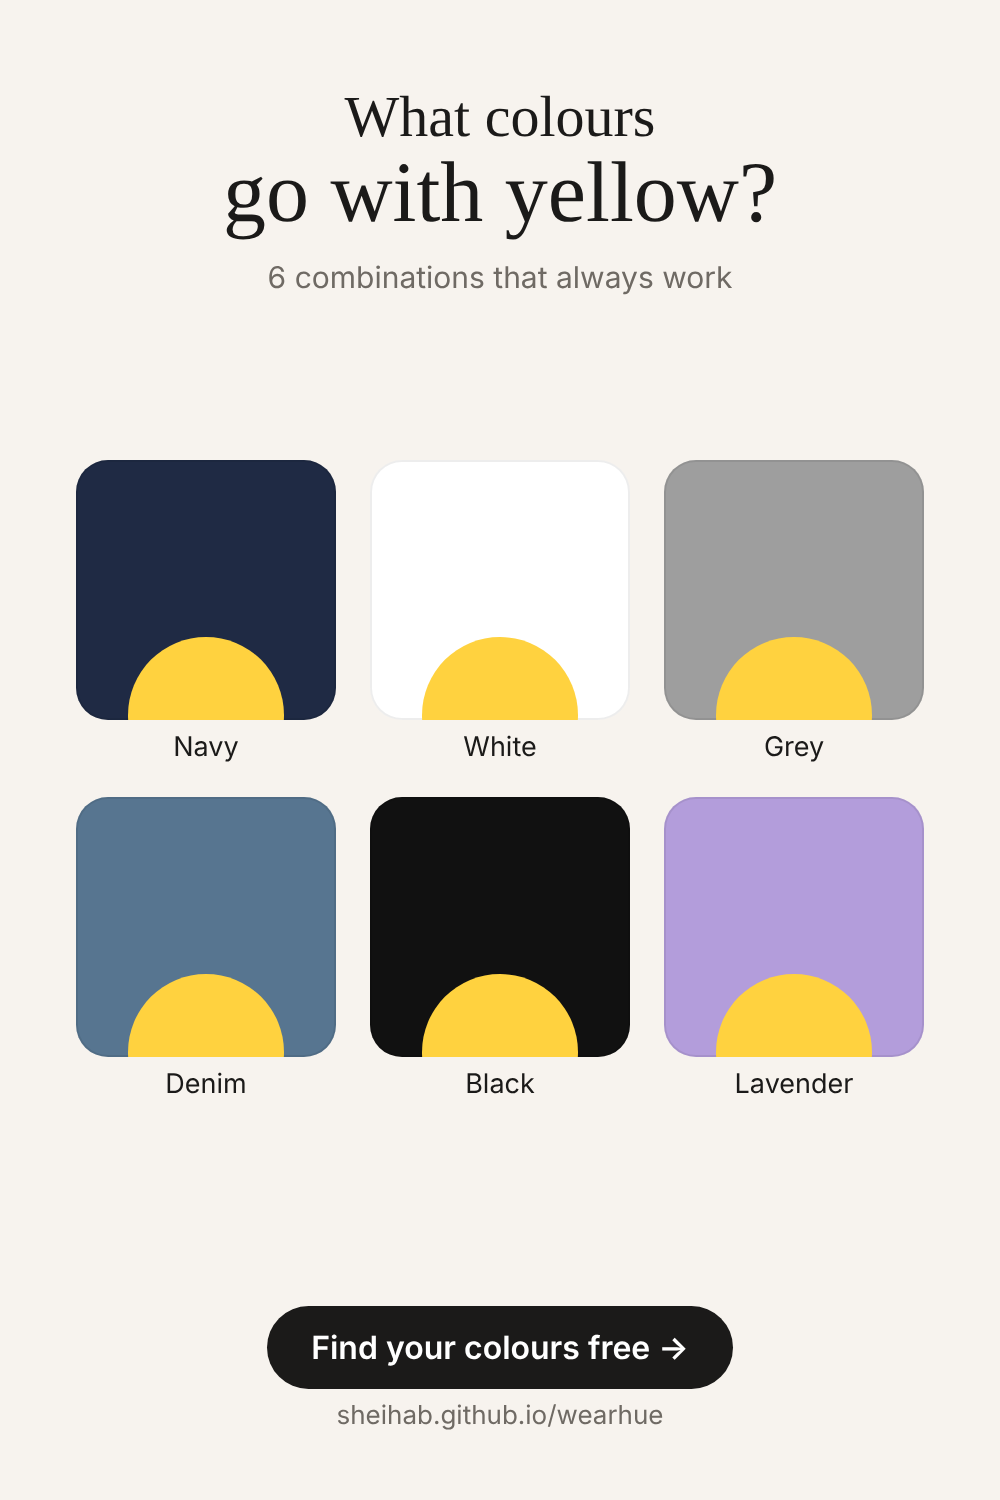 What colours
go with yellow?
6 combinations that always work
Navy
White
Grey
Denim
Black
Lavender
Find your colours free →
sheihab.github.io/wearhue